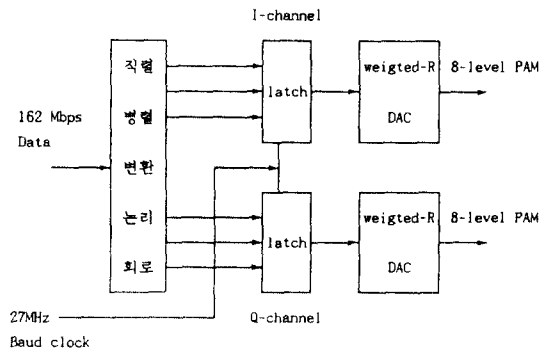 I-channel
직렬
병렬
변환
논리
회로
latch
weigted-R
DAC
8-level PAM
162 Mbps
Data
latch
weigted-R
DAC
8-level PAM
27MHz
Baud clock
Q-channel